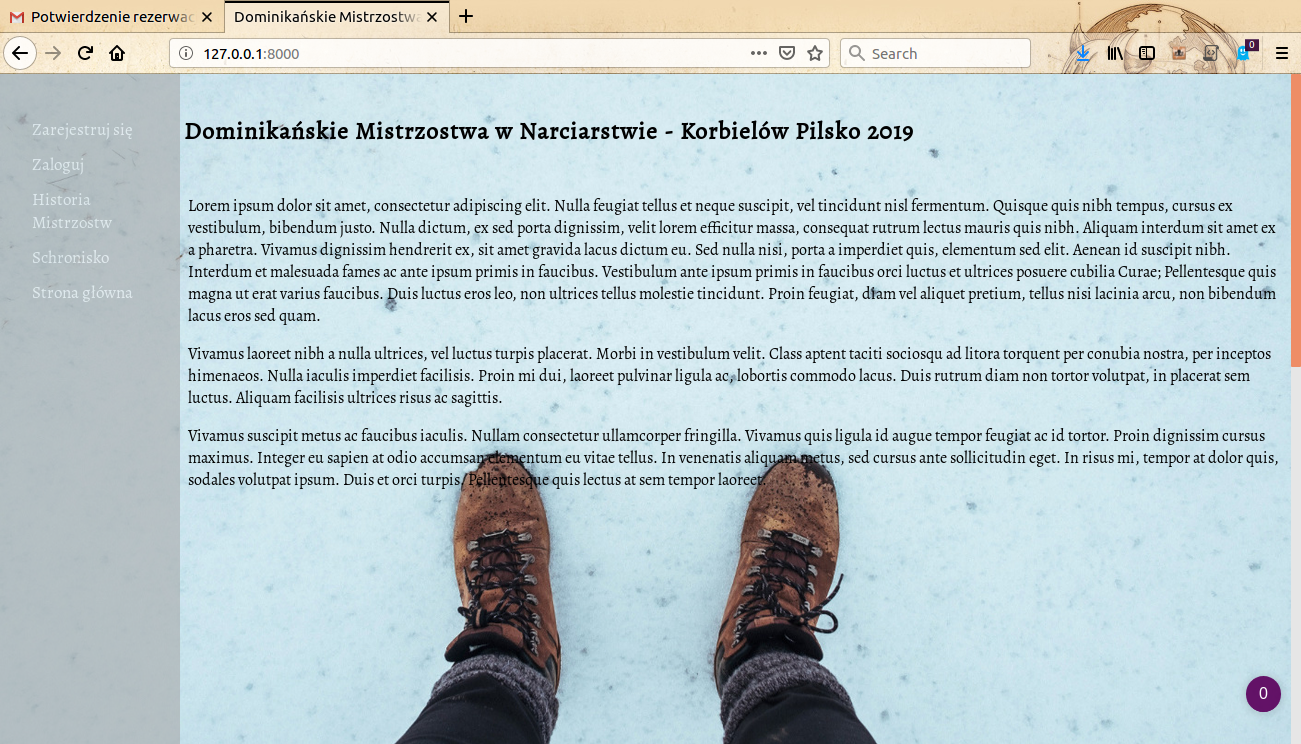 Potwierdzenie rezerwac
Dominikańskie Mistrzostwa
127.0.0.1:8000
Search
0
Zarejestruj się
Zaloguj
Historia
Mistrzostw
Schronisko
Strona główna
Dominikańskie Mistrzostwa w Narciarstwie - Korbielów Pilsko 2019
Lorem ipsum dolor sit amet, consectetur adipiscing elit. Nulla feugiat tellus et neque suscipit, vel tincidunt nisl fermentum. Quisque quis nibh tempus, cursus ex
vestibulum, bibendum justo. Nulla dictum, ex sed porta dignissim, velit lorem efficitur massa, consequat rutrum lectus mauris quis nibh. Aliquam interdum sit amet ex
a pharetra. Vivamus dignissim hendrerit ex, sit amet gravida lacus dictum eu. Sed nulla nisi, porta a imperdiet quis, elementum sed elit. Aenean id suscipit nibh.
Interdum et malesuada fames ac ante ipsum primis in faucibus. Vestibulum ante ipsum primis in faucibus orci luctus et ultrices posuere cubilia Curae; Pellentesque quis
magna ut erat varius faucibus. Duis luctus eros leo, non ultrices tellus molestie tincidunt. Proin feugiat, diam vel aliquet pretium, tellus nisi lacinia arcu, non bibendum
lacus eros sed quam.
Vivamus laoreet nibh a nulla ultrices, vel luctus turpis placerat. Morbi in vestibulum velit. Class aptent taciti sociosqu ad litora torquent per conubia nostra, per inceptos
himenaeos. Nulla iaculis imperdiet facilisis. Proin mi dui, laoreet pulvinar ligula ac, lobortis commodo lacus. Duis rutrum diam non tortor volutpat, in placerat sem
luctus. Aliquam facilisis ultrices risus ac sagittis.
Vivamus suscipit metus ac faucibus iaculis. Nullam consectetur ullamcorper fringilla. Vivamus quis ligula id augue tempor feugiat ac id tortor. Proin dignissim cursus
maximus. Integer eu sapien at odio accumsan elementum eu vitae tellus. In venenatis aliquam metus, sed cursus ante sollicitudin eget. In risus mi, tempor at dolor quis,
sodales volutpat ipsum. Duis et orci turpis. Pellentesque quis lectus at sem tempor laoreet.
0